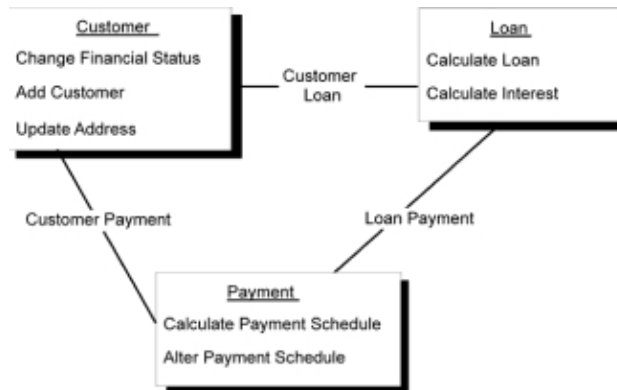 Customer
Change Financial Status
Add Customer
Update Address
Customer
Loan
Loan
Calculate Loan
Calculate Interest
Customer Payment
Loan Payment
Payment
Calculate Payment Schedule
Alter Payment Schedule